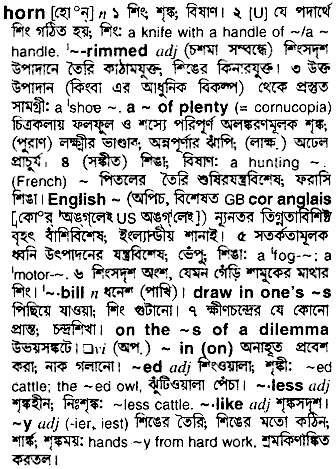 horn [হোৰ্ন্] n ১ শিং; শৃঙ্গ; বিষাণ। ২ [U] যে পদার্থে
শিং গঠিত হয়; শিং: a knife with a handle of ~/a ~
handle. '~-rimmed adj (চশমা সম্বন্ধে) শিংসদৃশ
উপাদানে তৈরি কাঠামযুক্ত; শিঙের কিনারযুক্ত। ৩ উক্ত
উপাদান (কিংবা এর আধুনিক বিকল্প) থেকে প্রস্তুত
সামগ্রী: a 'shoe ~. a ~ of plenty (= cornucopia)
চিত্রকলায় ফলফুল ও শস্যে পরিপূর্ণ অলঙ্করণমূলক শৃঙ্গ;
(পুরাণ) লক্ষ্মীর ভাণ্ডার; অন্নপূর্ণার ঝাঁপি; (লাক্ষ.) অঢেল
প্রাচুর্য। ৪ (সঙ্গীত) শিঙা; বিষাণ: a hunting ~.
(French) ~ পিতলের তৈরি শুষিরযন্ত্রবিশেষ; ফরাসি
শিঙা। English ~ (অপিচ, বিশেষত GB cor anglais
[কোৰ্ 'অঙগলেই US অঙগ্'লেই]) ন্যূনতর তিগ্মতাবিশিষ্ট
বৃহৎ বাঁশিবিশেষ; ইংল্যান্ডীয় শানাই। ৫ সতর্কতামূলক
ধ্বনি উৎপাদনের যন্ত্রবিশেষ; ভেঁপু; শিঙা: a 'fog-~; a
'motor-~. ৬ শিংসদৃশ অংশ, যেমন গেঁড়ি শামুকের মাথার
শিং। '~·bill n ধনেশ (পাখি)। draw in one's ~s
পিছিয়ে যাওয়া; শিং গুটানো। ৭ ক্ষীণচন্দ্রের যে কোনো
প্রান্ত; চন্দ্রশিখা। on the ~s of a dilemma
উভয়সঙ্কটে। □vi (অপ.) ~ in (on) অনাহূত প্রবেশ
করা; নাক গলানো। ~ed adj শিংওয়ালা; শৃঙ্গী: ~ed
cattle; the ~ed owl, ঝুঁটিওয়ালা পেঁচা। ~·less adj
শৃঙ্গহীন; নিঃশৃঙ্গ: ~less cattle. ~·like adj শৃঙ্গসদৃশ।
~y adj (-ier, iest) শিঙের তৈরি; শিঙের মতো কঠিন;
শার্ঙ্গ; শৃঙ্গময়: hands ~y from hard work, শ্রমকিণাঙ্কিত
করতল।